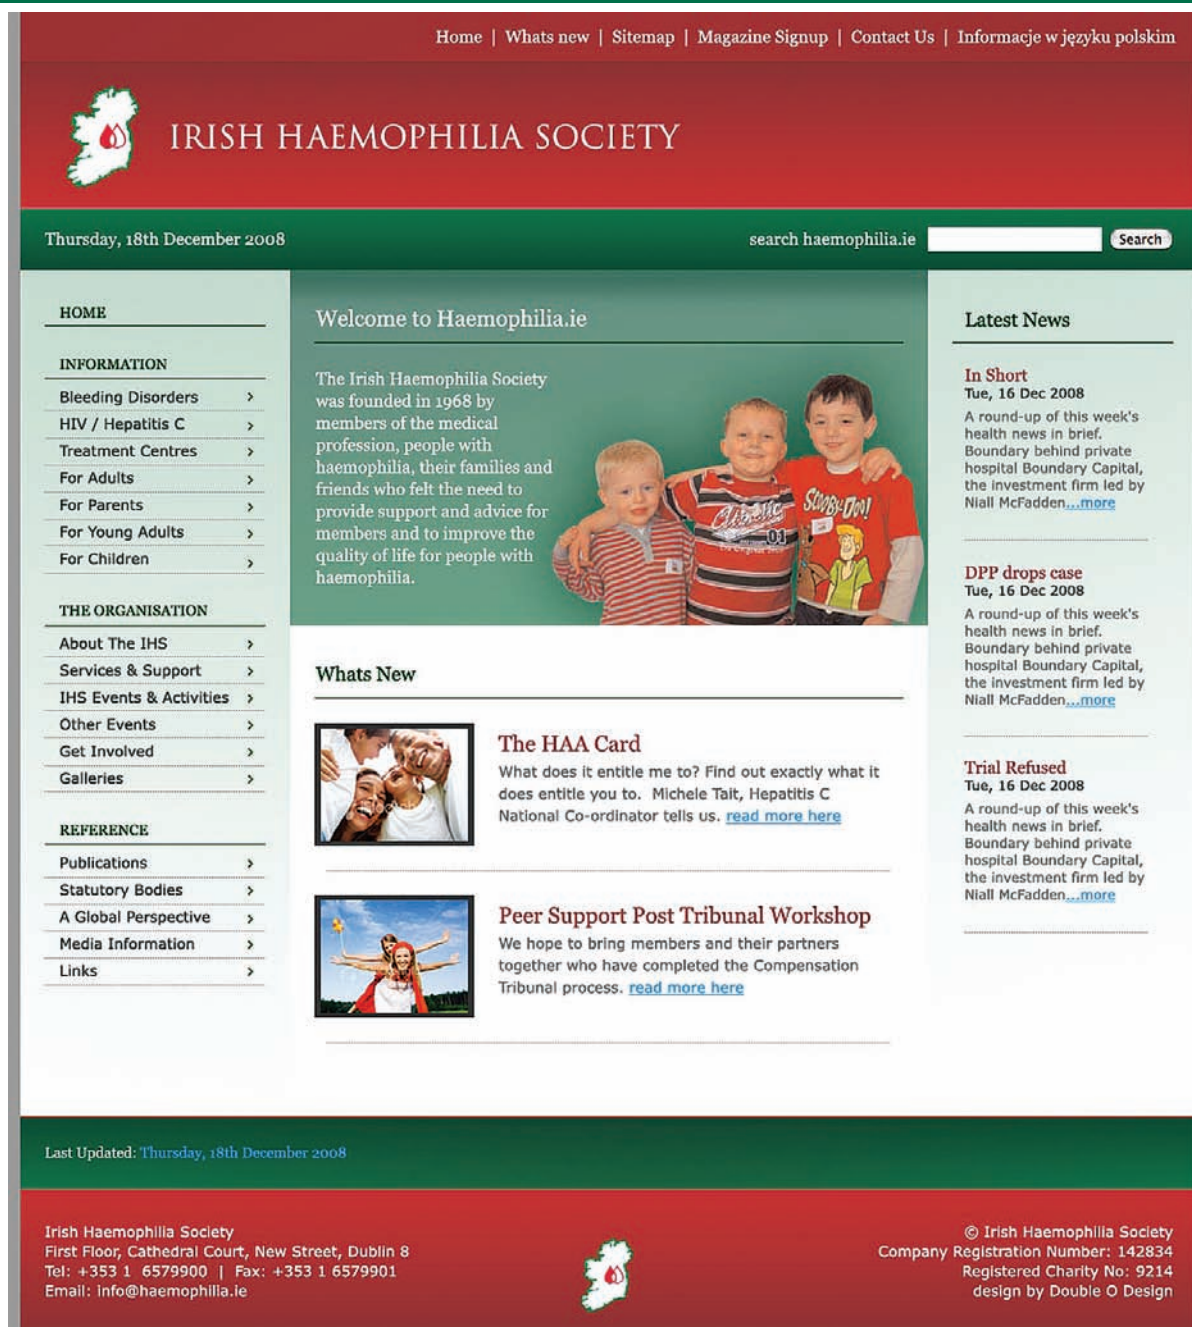 Home | Whats new | Sitemap | Magazine Signup | Contact Us | Informacje w języku polskim
IRISH HAEMOPHILIA SOCIETY
Thursday, 18th December 2008
search haemophilia.ie
Search
HOME
INFORMATION
Bleeding Disorders >
HIV / Hepatitis C >
Treatment Centres >
For Adults >
For Parents >
For Young Adults >
For Children >
THE ORGANISATION
About The IHS >
Services & Support >
IHS Events & Activities >
Other Events >
Get Involved >
Galleries >
REFERENCE
Publications >
Statutory Bodies >
A Global Perspective >
Media Information >
Links >
Welcome to Haemophilia.ie
The Irish Haemophilia Society
was founded in 1968 by
members of the medical
profession, people with
haemophilia, their families and
friends who felt the need to
provide support and advice for
members and to improve the
quality of life for people with
haemophilia.
01
SCOOBY-DOO!
Whats New
The HAA Card
What does it entitle me to? Find out exactly what it
does entitle you to. Michele Tait, Hepatitis C
National Co-ordinator tells us. read more here
Peer Support Post Tribunal Workshop
We hope to bring members and their partners
together who have completed the Compensation
Tribunal process. read more here
Latest News
In Short
Tue, 16 Dec 2008
A round-up of this week's
health news in brief.
Boundary behind private
hospital Boundary Capital,
the investment firm led by
Niall McFadden...more
DPP drops case
Tue, 16 Dec 2008
A round-up of this week's
health news in brief.
Boundary behind private
hospital Boundary Capital,
the investment firm led by
Niall McFadden...more
Trial Refused
Tue, 16 Dec 2008
A round-up of this week's
health news in brief.
Boundary behind private
hospital Boundary Capital,
the investment firm led by
Niall McFadden...more
Last Updated: Thursday, 18th December 2008
Irish Haemophilia Society
First Floor, Cathedral Court, New Street, Dublin 8
Tel: +353 1 6579900 | Fax: +353 1 6579901
Email: info@haemophilia.ie
© Irish Haemophilia Society
Company Registration Number: 142834
Registered Charity No: 9214
design by Double O Design